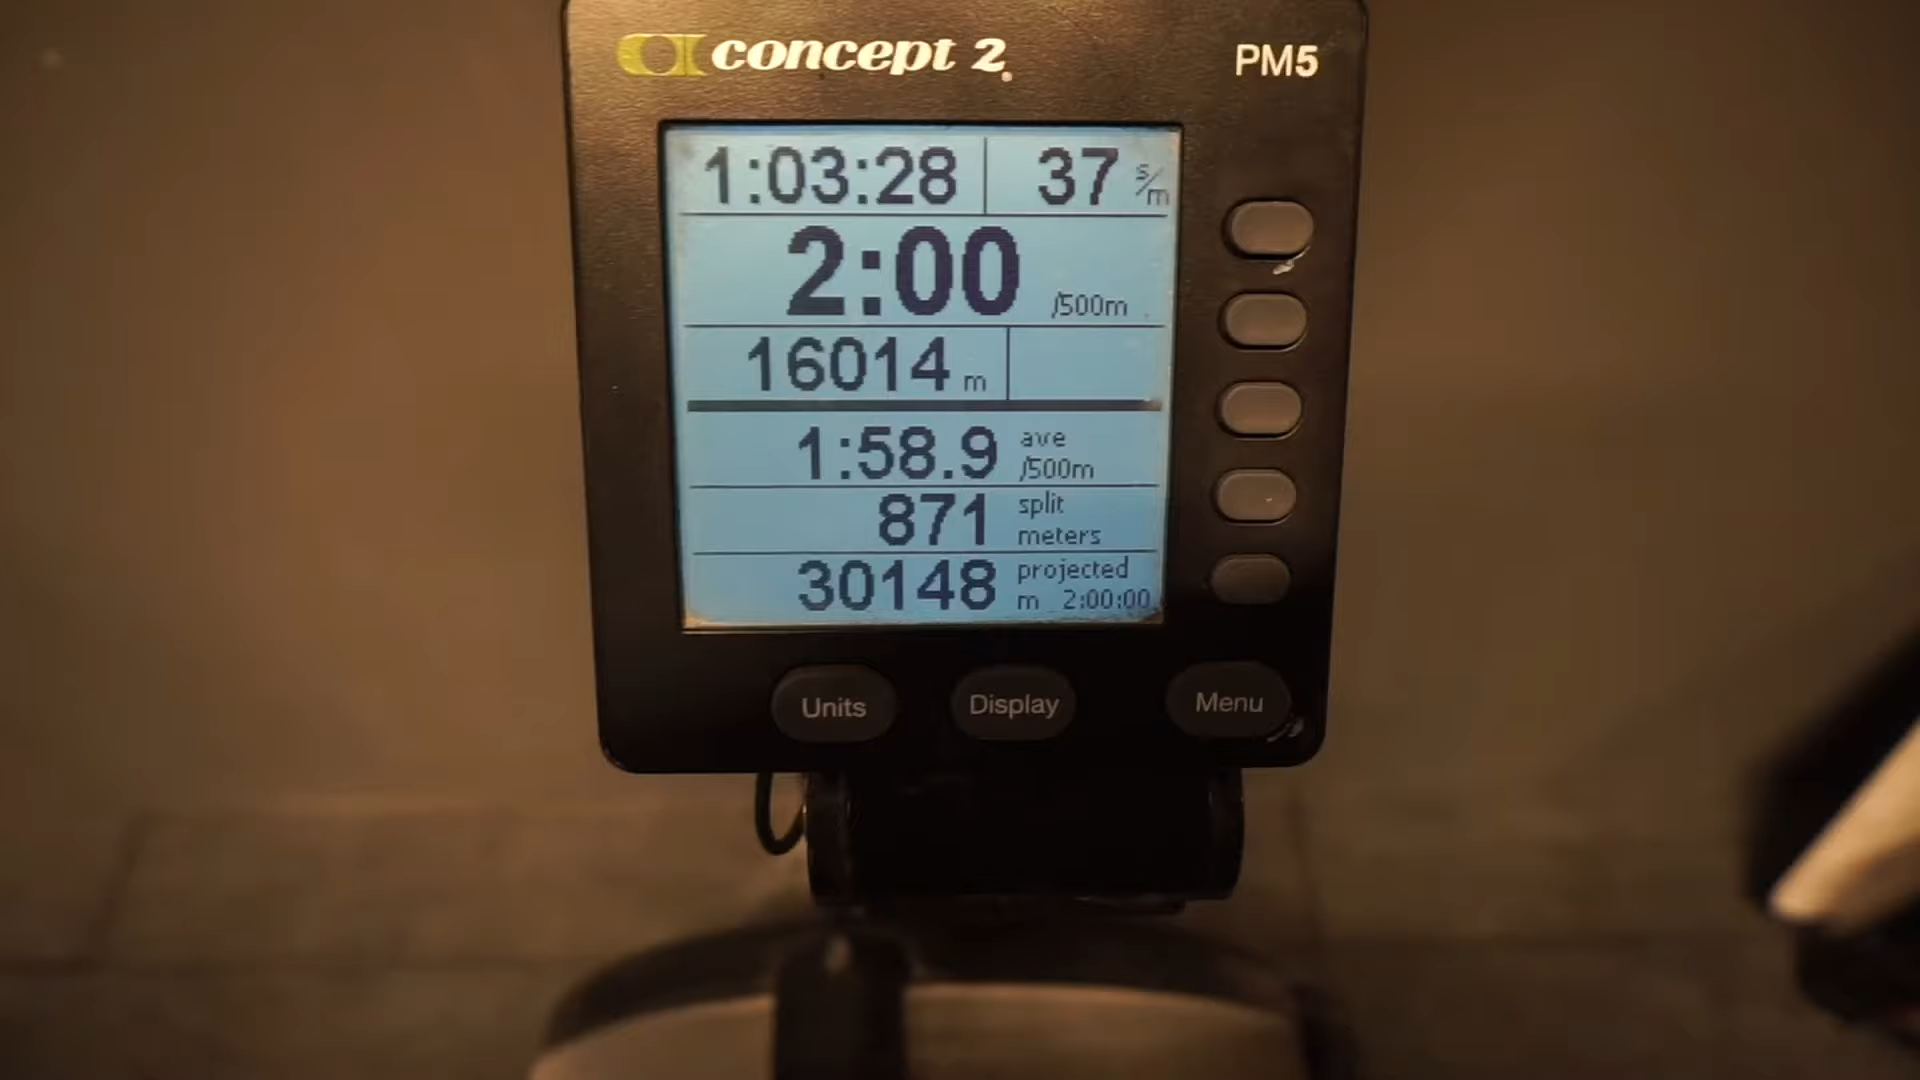 concept 2.
PM5
1:03:28 37 s/m
2:00 /500m
16014 m
1:58.9 ave /500m
871 split meters
30148 projected m 2:00:00
Units Display Menu